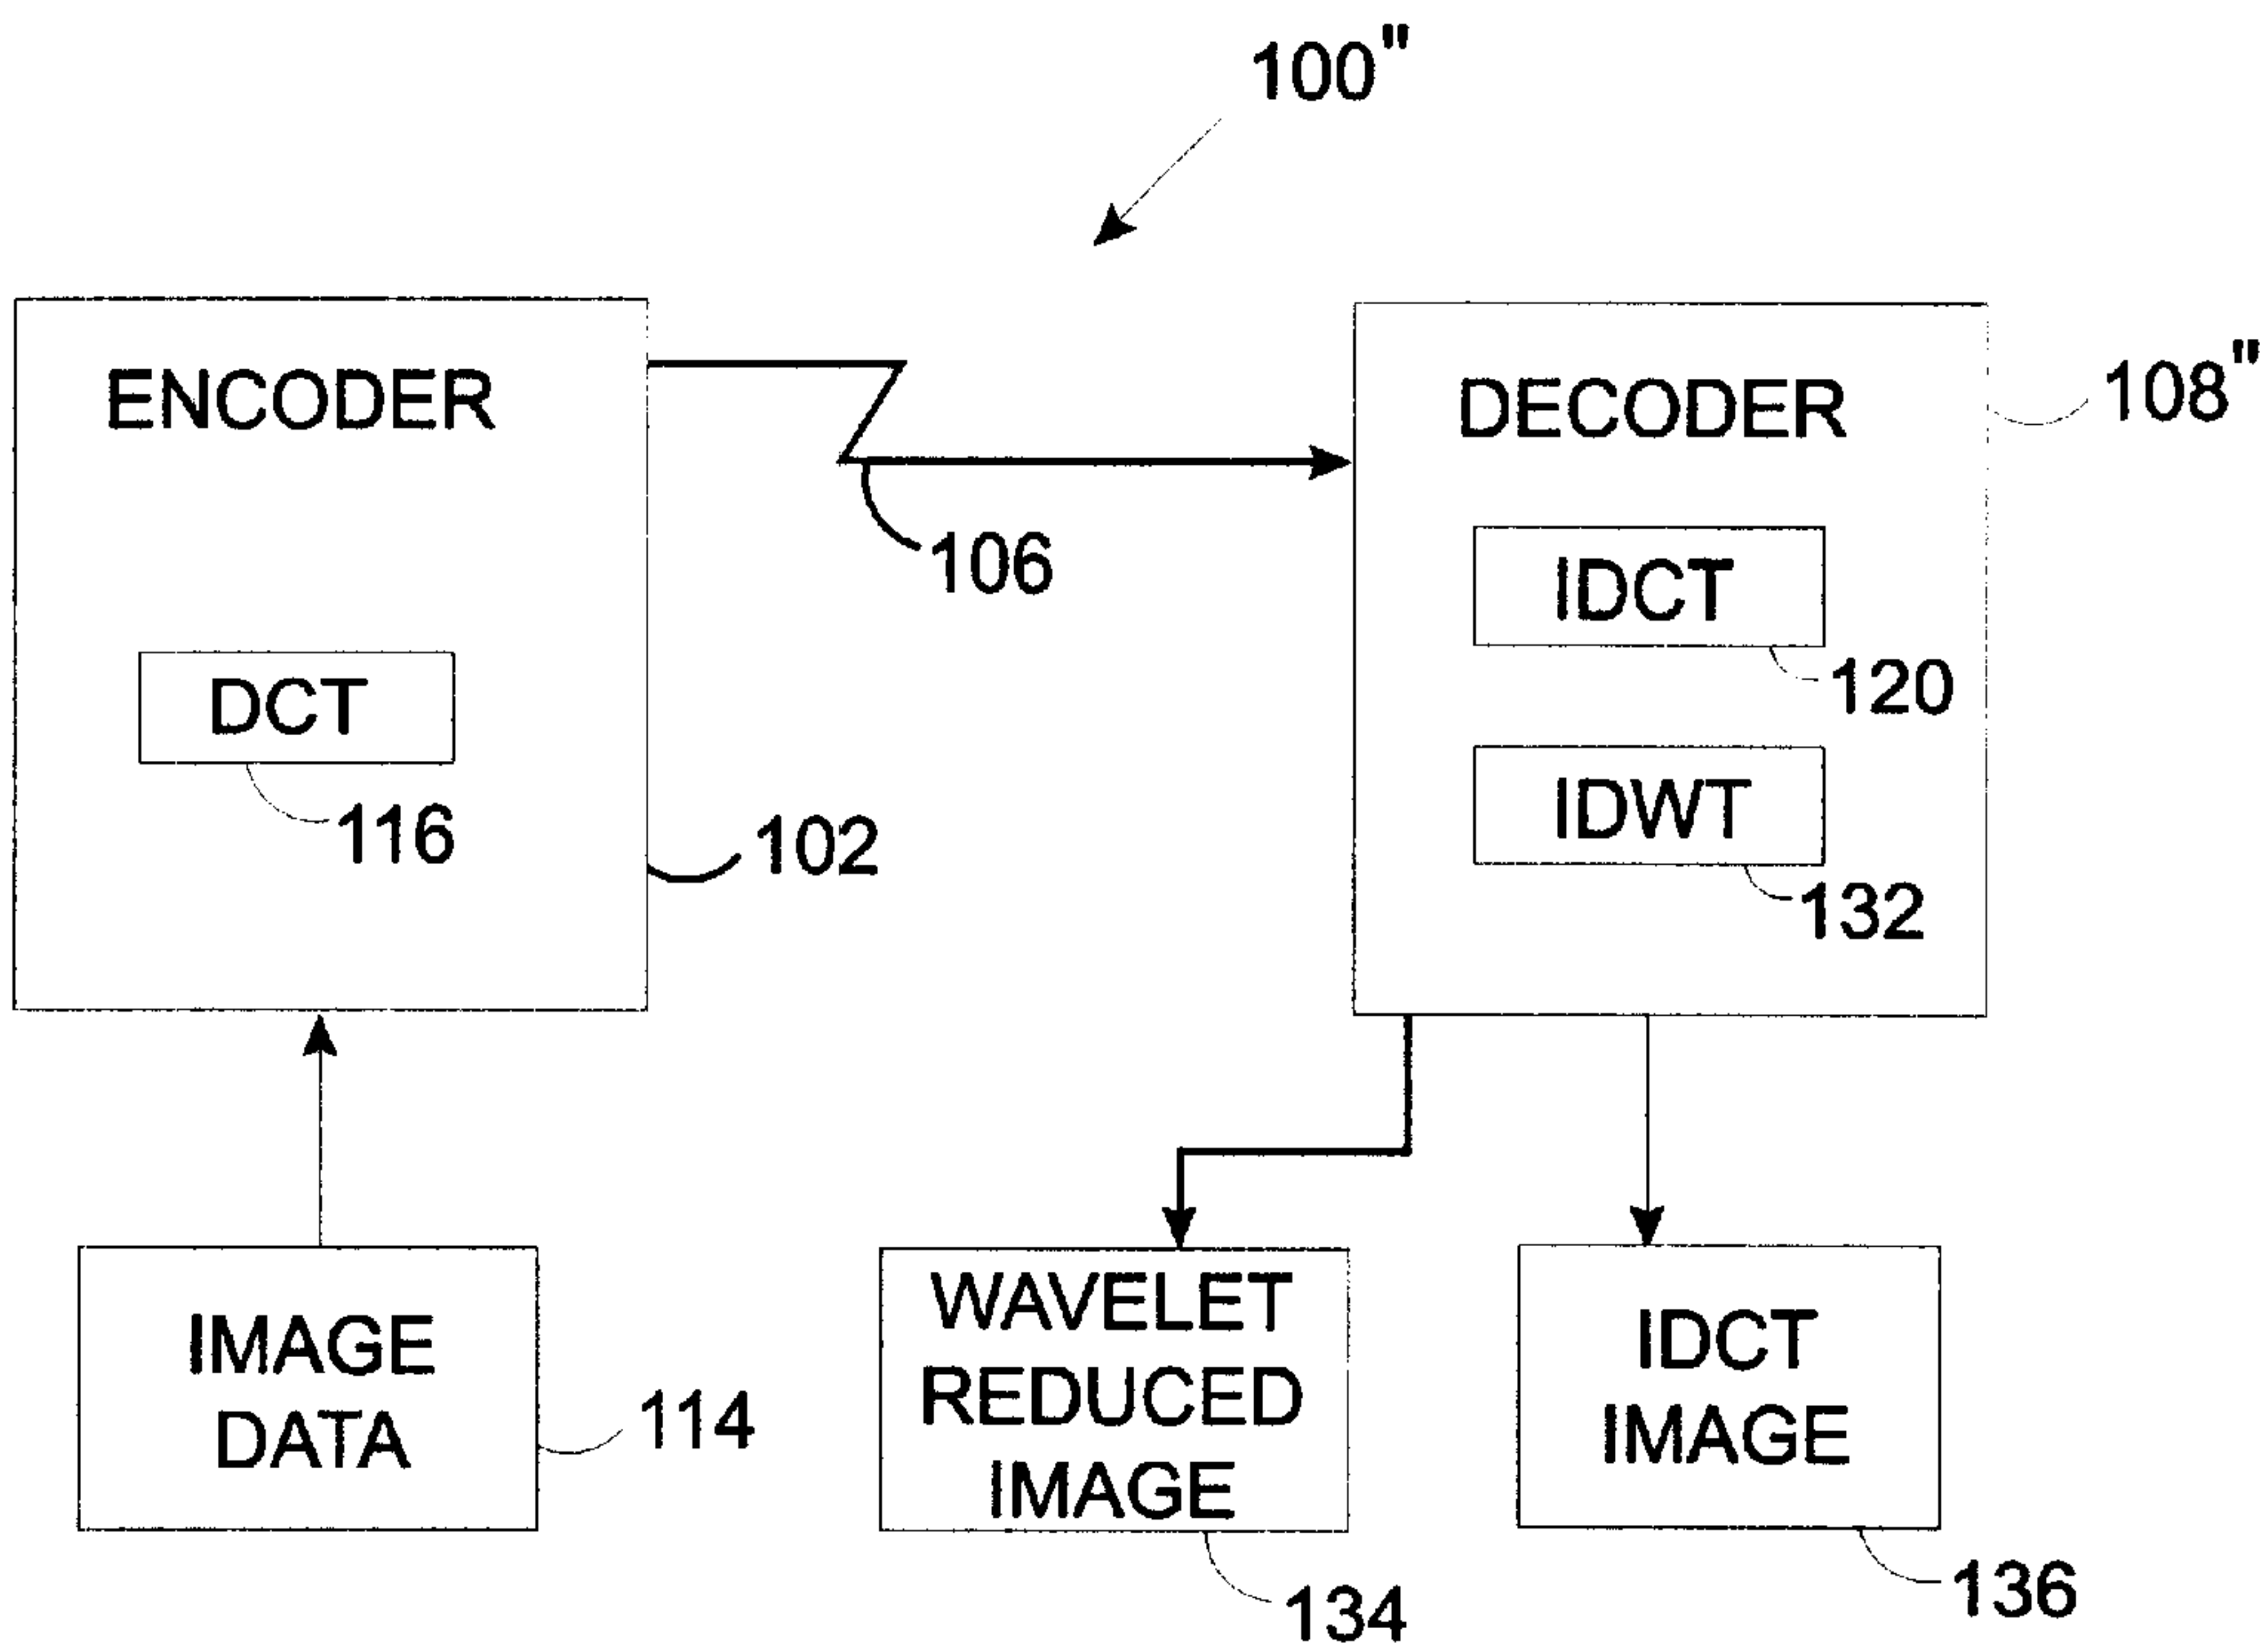 100"
ENCODER
DECODER
108"
106
IDCT
120
DCT
116
102
IDWT
132
IMAGE
DATA
114
WAVELET
REDUCED
IMAGE
134
IDCT
IMAGE
136